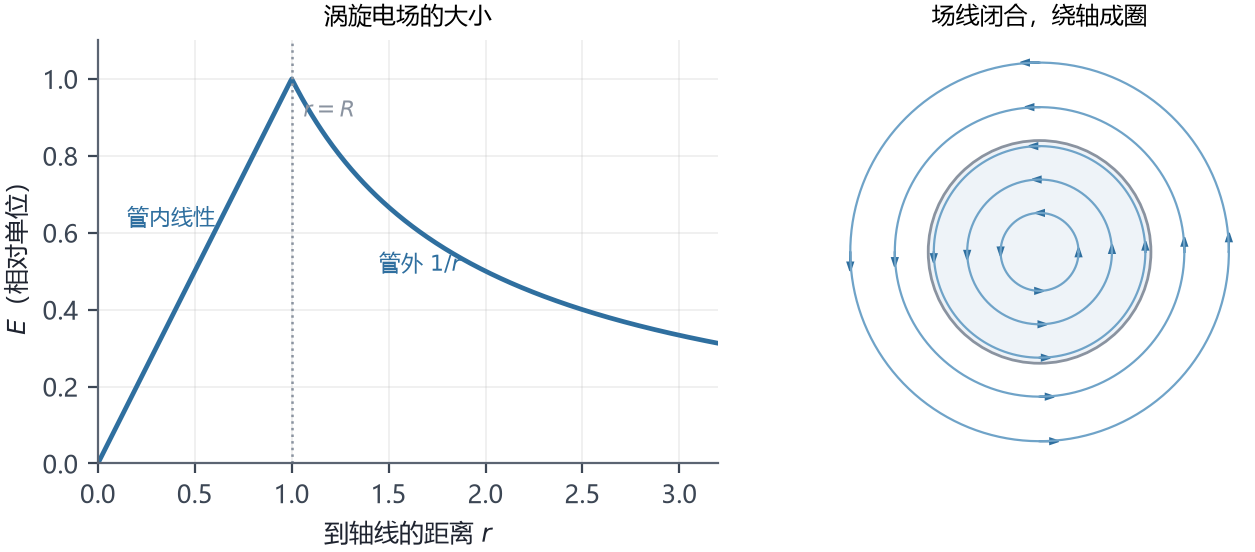 涡旋电场的大小
场线闭合，绕轴成圈
1.0
0.8
0.6
0.4
0.2
0.0
E（相对单位）
r = R
管内线性
管外 1/r
0.0 0.5 1.0 1.5 2.0 2.5 3.0
到轴线的距离 r